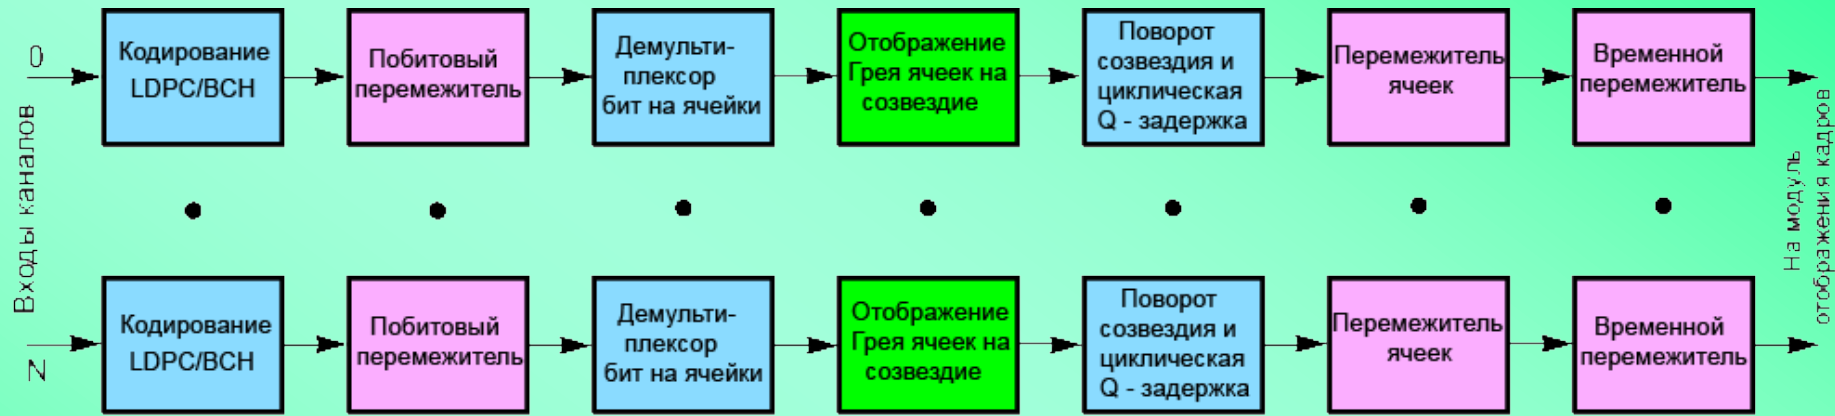 Входы каналов
0
Кодирование
LDPC/BCH
Побитовый
перемежитель
Демульти-
плексор
бит на ячейки
Отображение
Грея ячеек на
созвездие
Поворот
созвездия и
циклическая
Q - задержка
Перемежитель
ячеек
Временной
перемежитель
N
Кодирование
LDPC/BCH
Побитовый
перемежитель
Демульти-
плексор
бит на ячейки
Отображение
Грея ячеек на
созвездие
Поворот
созвездия и
циклическая
Q - задержка
Перемежитель
ячеек
Временной
перемежитель
На модуль
отображения кадров